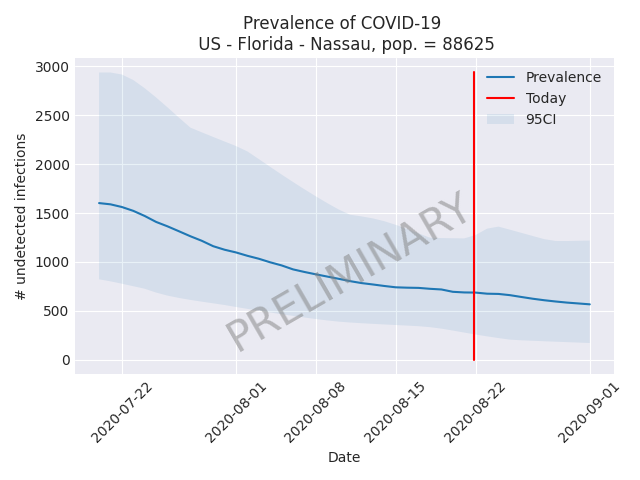 Prevalence of COVID-19
US - Florida - Nassau, pop. = 88625
3000
2500
2000
1500
1000
500
0
# undetected infections
Prevalence
Today
95CI
PRELIMINARY
2020-07-22
2020-08-01
2020-08-08
2020-08-15
2020-08-22
2020-09-01
Date